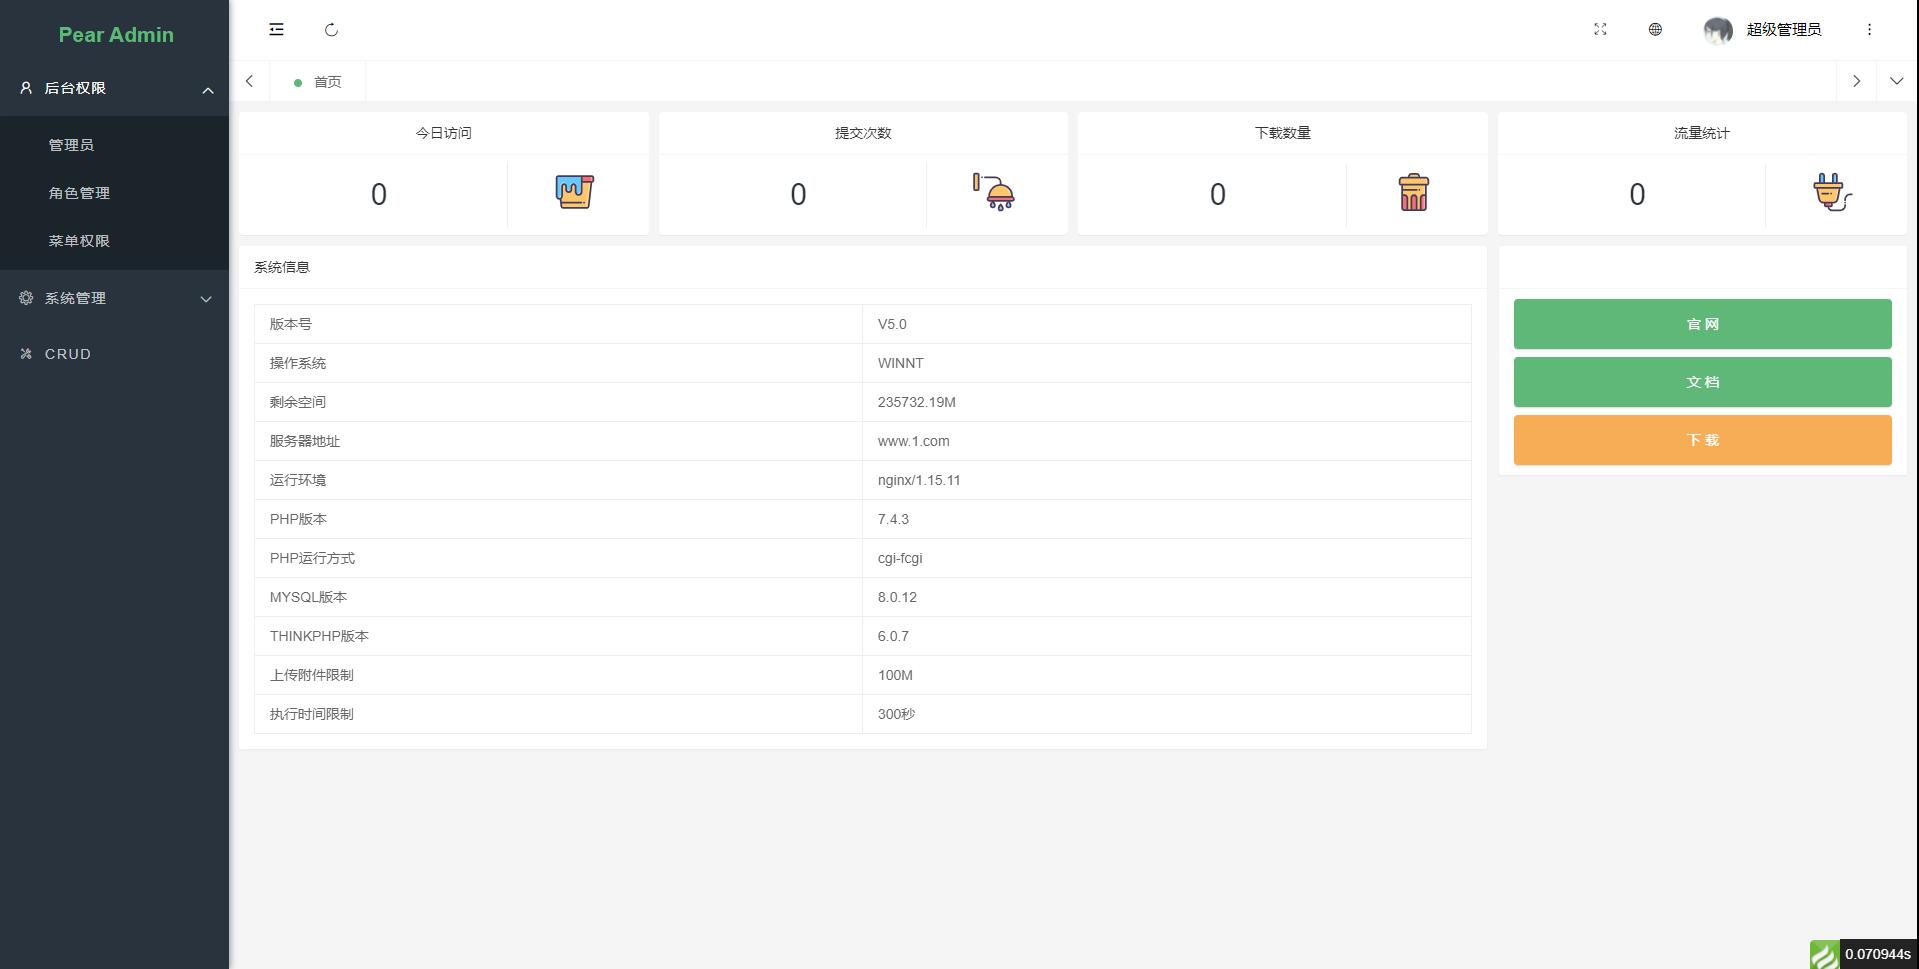 Pear Admin
后台权限
管理员
角色管理
菜单权限
系统管理
CRUD
超级管理员
首页
今日访问
0
提交次数
0
下载数量
0
流量统计
0
系统信息
版本号 V5.0
操作系统 WINNT
剩余空间 235732.19M
服务器地址 www.1.com
运行环境 nginx/1.15.11
PHP版本 7.4.3
PHP运行方式 cgi-fcgi
MYSQL版本 8.0.12
THINKPHP版本 6.0.7
上传附件限制 100M
执行时间限制 300秒
官 网
文 档
下 载
0.070944s